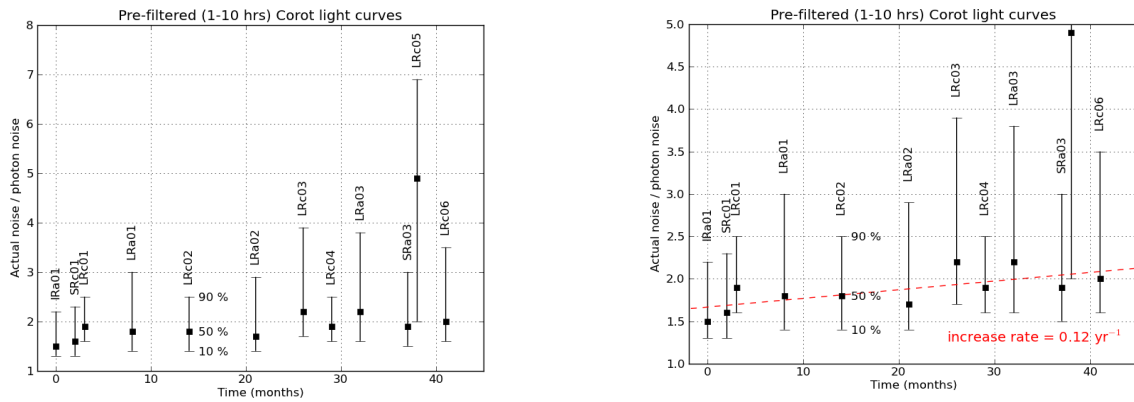 Pre-filtered (1-10 hrs) Corot light curves
Actual noise / photon noise
8
7
6
5
4
3
2
1
IRa01
SRc01
LRc01
LRa01
LRc02
90 %
50 %
10 %
LRa02
LRc03
LRc04
LRa03
SRa03
LRc05
LRc06
0
10
20
30
40
Time (months)
Pre-filtered (1-10 hrs) Corot light curves
Actual noise / photon noise
5.0
4.5
4.0
3.5
3.0
2.5
2.0
1.5
1.0
IRa01
SRc01
LRc01
LRa01
LRc02
90 %
50 %
10 %
LRa02
LRc03
LRc04
LRa03
SRa03
LRc06
increase rate = 0.12 yr⁻¹
0
10
20
30
40
Time (months)